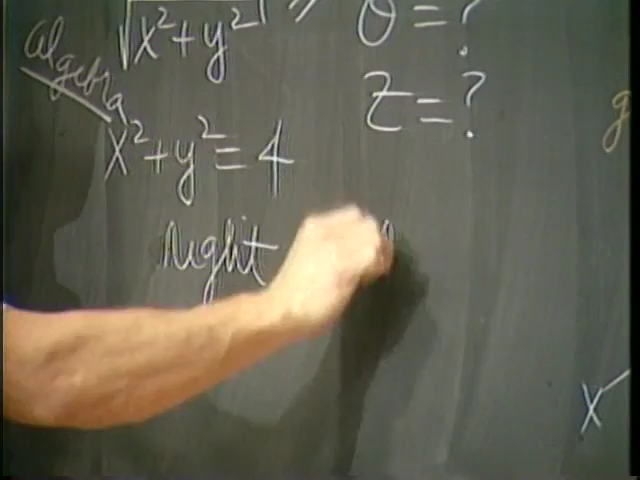 √x²+y²
θ = ?
algebra
z = ?
x²+y² = 4
g
right
x